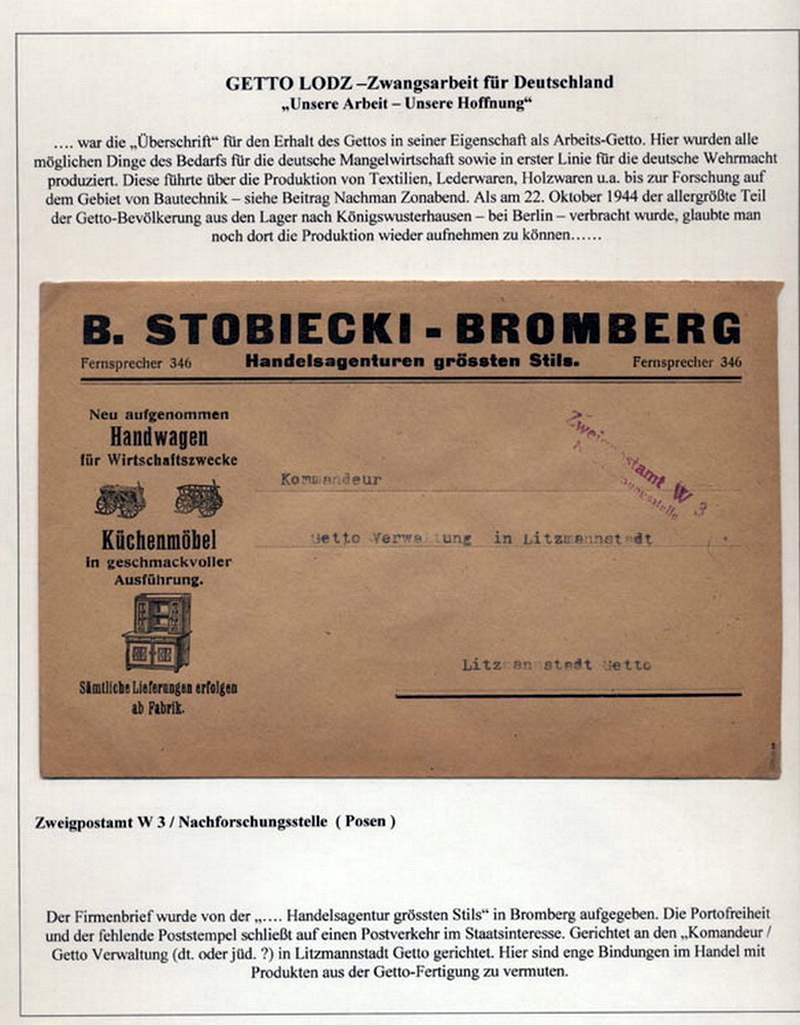 GETTO LODZ –Zwangsarbeit für Deutschland
„Unsere Arbeit – Unsere Hoffnung“
…. war die „Überschrift“ für den Erhalt des Gettos in seiner Eigenschaft als Arbeits-Getto. Hier wurden alle
möglichen Dinge des Bedarfs für die deutsche Mangelwirtschaft sowie in erster Linie für die deutsche Wehrmacht
produziert. Diese führte über die Produktion von Textilien, Lederwaren, Holzwaren u.a. bis zur Forschung auf
dem Gebiet von Bautechnik – siehe Beitrag Nachman Zonabend. Als am 22. Oktober 1944 der allergrößte Teil
der Getto-Bevölkerung aus den Lager nach Königswusterhausen – bei Berlin – verbracht wurde, glaubte man
noch dort die Produktion wieder aufnehmen zu können……
B. STOBIECKI - BROMBERG
Fernsprecher 346 Handelsagenturen grössten Stils. Fernsprecher 346
Neu aufgenommen
Handwagen
für Wirtschaftszwecke
Küchenmöbel
in geschmackvoller
Ausführung.
Sämtliche Lieferungen erfolgen
ab Fabrik.
Zweigpostamt W 3
Kommandeur
Getto Verwaltung in Litzmannstadt
Litzmannstadt Getto
Zweigpostamt W 3 / Nachforschungsstelle ( Posen )
Der Firmenbrief wurde von der „…. Handelsagentur grössten Stils“ in Bromberg aufgegeben. Die Portofreiheit
und der fehlende Poststempel schließt auf einen Postverkehr im Staatsinteresse. Gerichtet an den „Komandeur /
Getto Verwaltung (dt. oder jüd. ?) in Litzmannstadt Getto gerichtet. Hier sind enge Bindungen im Handel mit
Produkten aus der Getto-Fertigung zu vermuten.